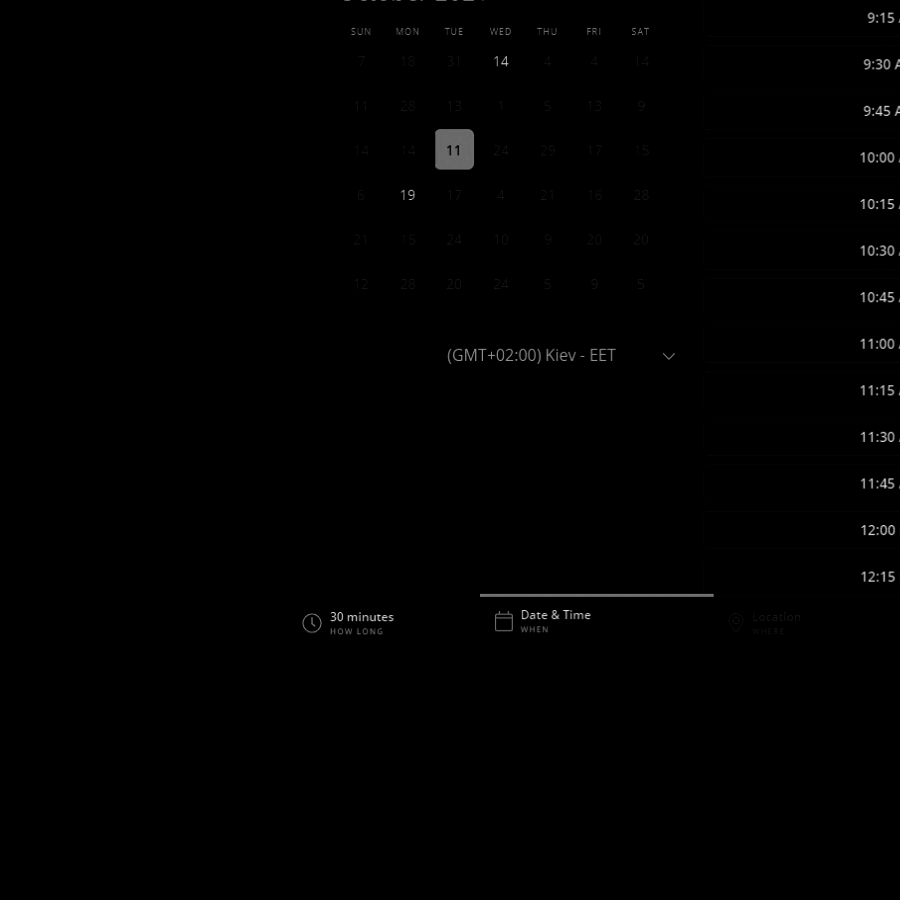 SUN MON TUE WED THU FRI SAT
7 18 31 14 4 4 14
11 28 13 1 5 13 9
14 14 11 24 29 17 15
6 19 17 4 21 16 28
21 15 24 10 9 20 20
12 28 20 24 5 9 5
(GMT+02:00) Kiev - EET
9:15
9:30 A
9:45 A
10:00
10:15
10:30
10:45
11:00
11:15
11:30
11:45
12:00
12:15
30 minutes
HOW LONG
Date & Time
WHEN
Location
WHERE